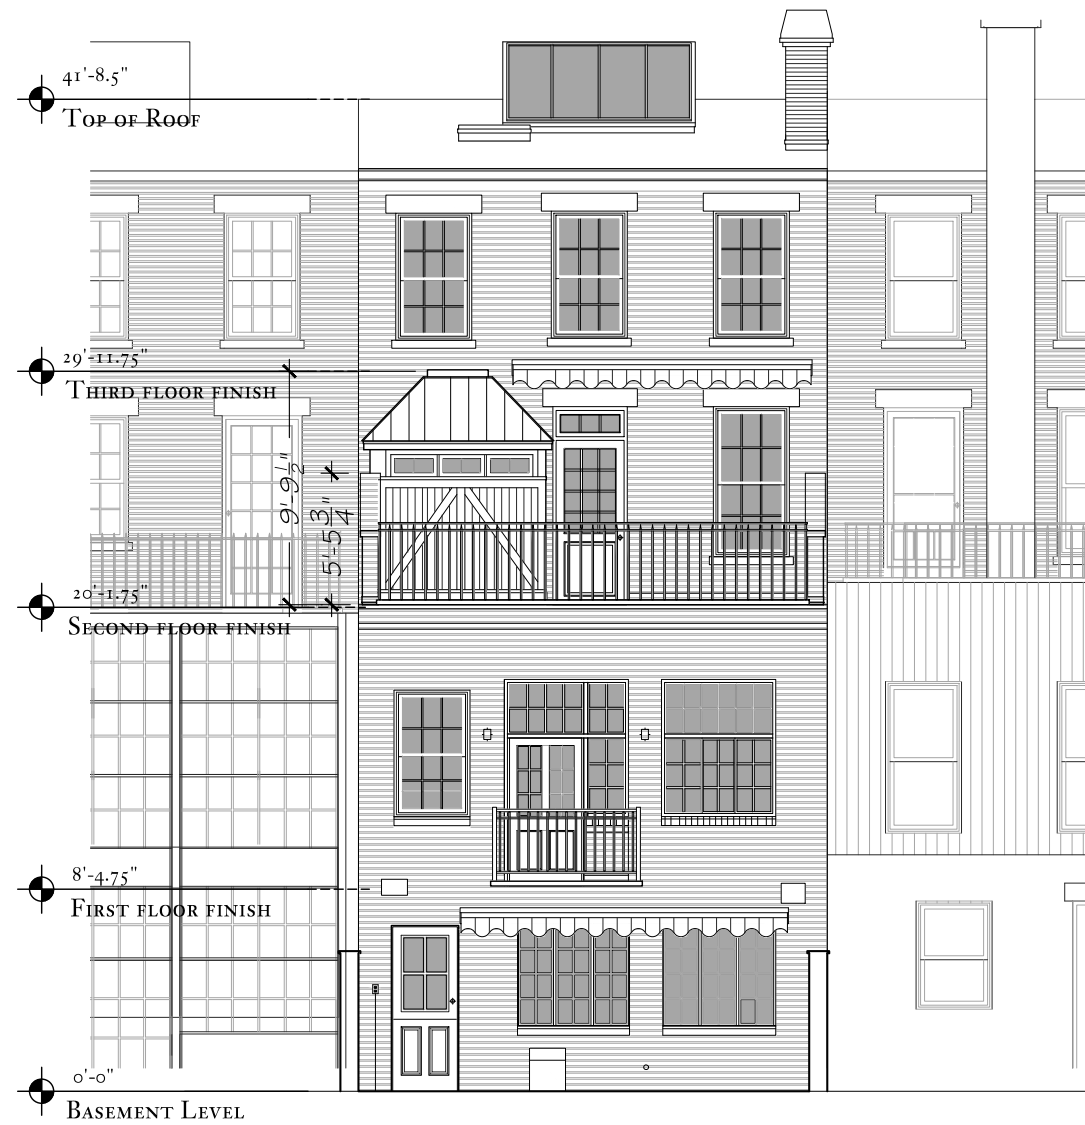 41'-8.5"
Top of Roof
29'-11.75"
Third floor finish
9'-9 1/2"
5'-5 3/4"
20'-1.75"
Second floor finish
8'-4.75"
First floor finish
0'-0"
Basement Level